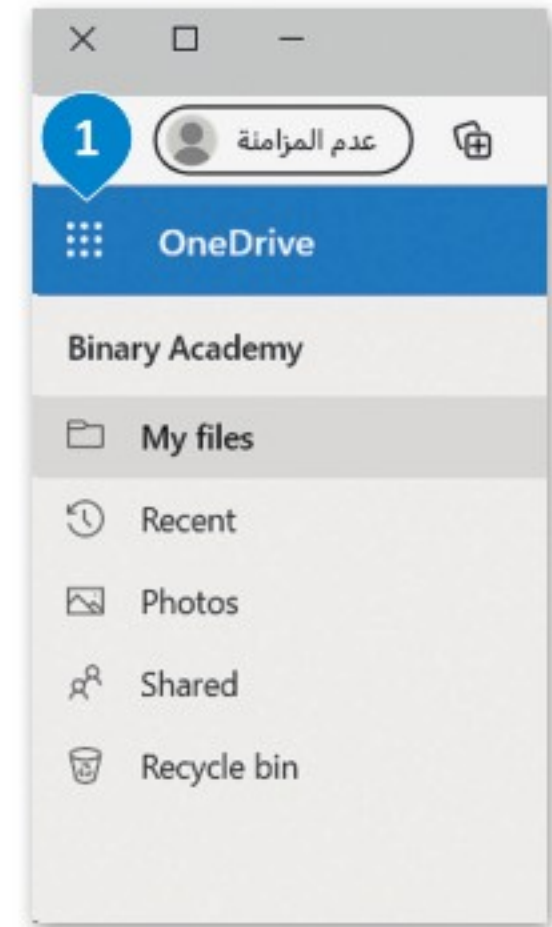 1
عدم المزامنة
OneDrive
Binary Academy
My files
Recent
Photos
Shared
Recycle bin